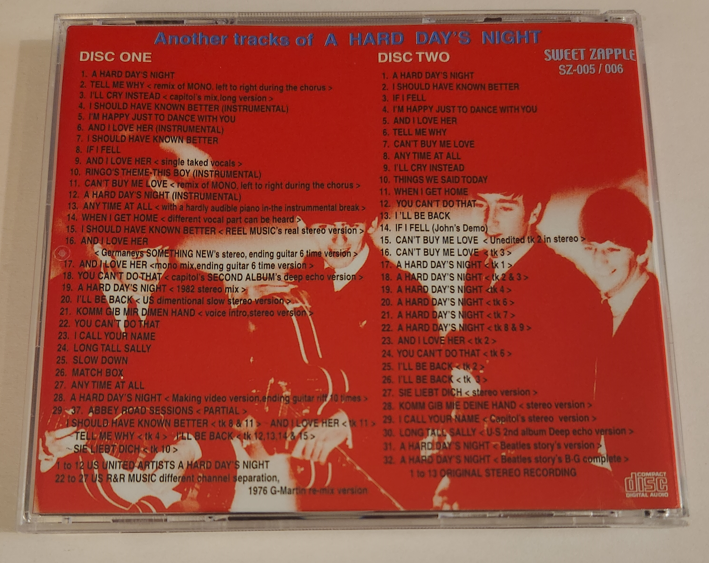 Another tracks of A HARD DAY'S NIGHT
DISC ONE
1. A HARD DAY'S NIGHT
2. TELL ME WHY < remix of MONO, left to right during the chorus >
3. I'LL CRY INSTEAD < capitol's mix,long version >
4. I SHOULD HAVE KNOWN BETTER (INSTRUMENTAL)
5. I'M HAPPY JUST TO DANCE WITH YOU
6. AND I LOVE HER (INSTRUMENTAL)
7. I SHOULD HAVE KNOWN BETTER
8. IF I FELL
9. AND I LOVE HER < single taked vocals >
10. RINGO'S THEME-THIS BOY (INSTRUMENTAL)
11. CAN'T BUY ME LOVE < remix of MONO, left to right during the chorus >
12. A HARD DAY'S NIGHT (INSTRUMENTAL)
13. ANY TIME AT ALL < with a hardly audible piano in-the instrummental break >
14. WHEN I GET HOME < different vocal part can be heard >
15. I SHOULD HAVE KNOWN BETTER < REEL MUSIC's real stereo version >
16. AND I LOVE HER
< Germaneys SOMETHING NEW's stereo, ending guitar 6 time version >
17. AND I LOVE HER <mono mix,ending guitar 6 time version >
18. YOU CAN'T DO THAT < capitol's SECOND ALBUM's deep echo version >
19. A HARD DAY'S NIGHT < 1982 stereo mix >
20. I'LL BE BACK < US dimentional slow stereo version >
21. KOMM GIB MIR DIMEN HAND < voice intro,stereo version >
22. YOU CAN'T DO THAT
23. I CALL YOUR NAME
24. LONG TALL SALLY
25. SLOW DOWN
26. MATCH BOX
27. ANY TIME AT ALL
28. A HARD DAY'S NIGHT < Making video version,ending guitar riff 10 times >
29. 37. ABBEY ROAD SESSIONS < PARTIAL >
I SHOULD HAVE KNOWN BETTER < tk 8 & 11 > AND I LOVE HER < tk 11 >
TELL ME WHY < tk 4 > I'LL BE BACK < tk 12,13,14 & 15 >
SIE LIEBT DICH < tk 10 >
1 to 12 US UNITED ARTISTS A HARD DAY'S NIGHT
22 to 27 US R&R MUSIC different channel separation,
1976 G-Martin re-mix version
DISC TWO
1. A HARD DAY'S NIGHT
2. I SHOULD HAVE KNOWN BETTER
3. IF I FELL
4. I'M HAPPY JUST TO DANCE WITH YOU
5. AND I LOVE HER
6. TELL ME WHY
7. CAN'T BUY ME LOVE
8. ANY TIME AT ALL
9. I'LL CRY INSTEAD
10. THINGS WE SAID TODAY
11. WHEN I GET HOME
12. YOU CAN'T DO THAT
13. I 'LL BE BACK
14. IF I FELL (John's Demo)
15. CAN'T BUY ME LOVE < Unedited tk 2 in stereo >
16. CAN'T BUY ME LOVE < tk 3 >
17. A HARD DAY'S NIGHT < tk 1 >
18. A HARD DAY'S NIGHT < tk 2 & 3 >
19. A HARD DAY'S NIGHT < tk 4 >
20. A HARD DAY'S NIGHT < tk 6 >
21. A HARD DAY'S NIGHT < tk 7 >
22. A HARD DAY'S NIGHT < tk 8 & 9 >
23. AND I LOVE HER < tk 2 >
24. YOU CAN'T DO THAT < tk 6 >
25. I'LL BE BACK < tk 2 >
26. I'LL BE BACK < tk 3 >
27. SIE LIEBT DICH < stereo version >
28. KOMM GIB MIE DEINE HAND < stereo version >
29. I CALL YOUR NAME < Capitol's stereo version >
30. LONG TALL SALLY < U-S 2nd album Deep echo version >
31. A HARD DAY'S NIGHT < Beatles story's version >
32. A HARD DAY'S NIGHT < Beatles story's B-G complete >
1 to 13 ORIGINAL STEREO RECORDING
SWEET ZAPPLE
SZ-005 / 006
COMPACT
disc
DIGITAL AUDIO